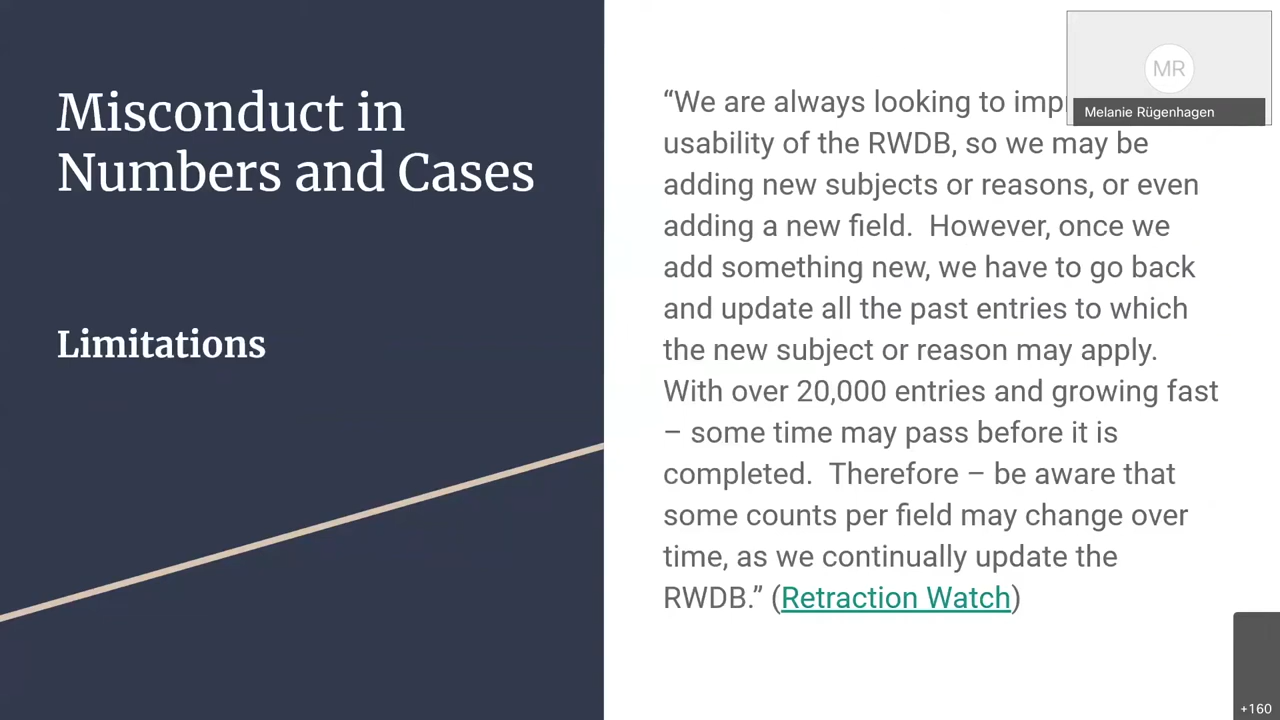 Misconduct in
Numbers and Cases
Limitations
“We are always looking to
usability of the RWDB, so we may be
adding new subjects or reasons, or even
adding a new field.  However, once we
add something new, we have to go back
and update all the past entries to which
the new subject or reason may apply.
With over 20,000 entries and growing fast
– some time may pass before it is
completed.  Therefore – be aware that
some counts per field may change over
time, as we continually update the
RWDB.” (Retraction Watch)
MR
Melanie Rügenhagen
+160